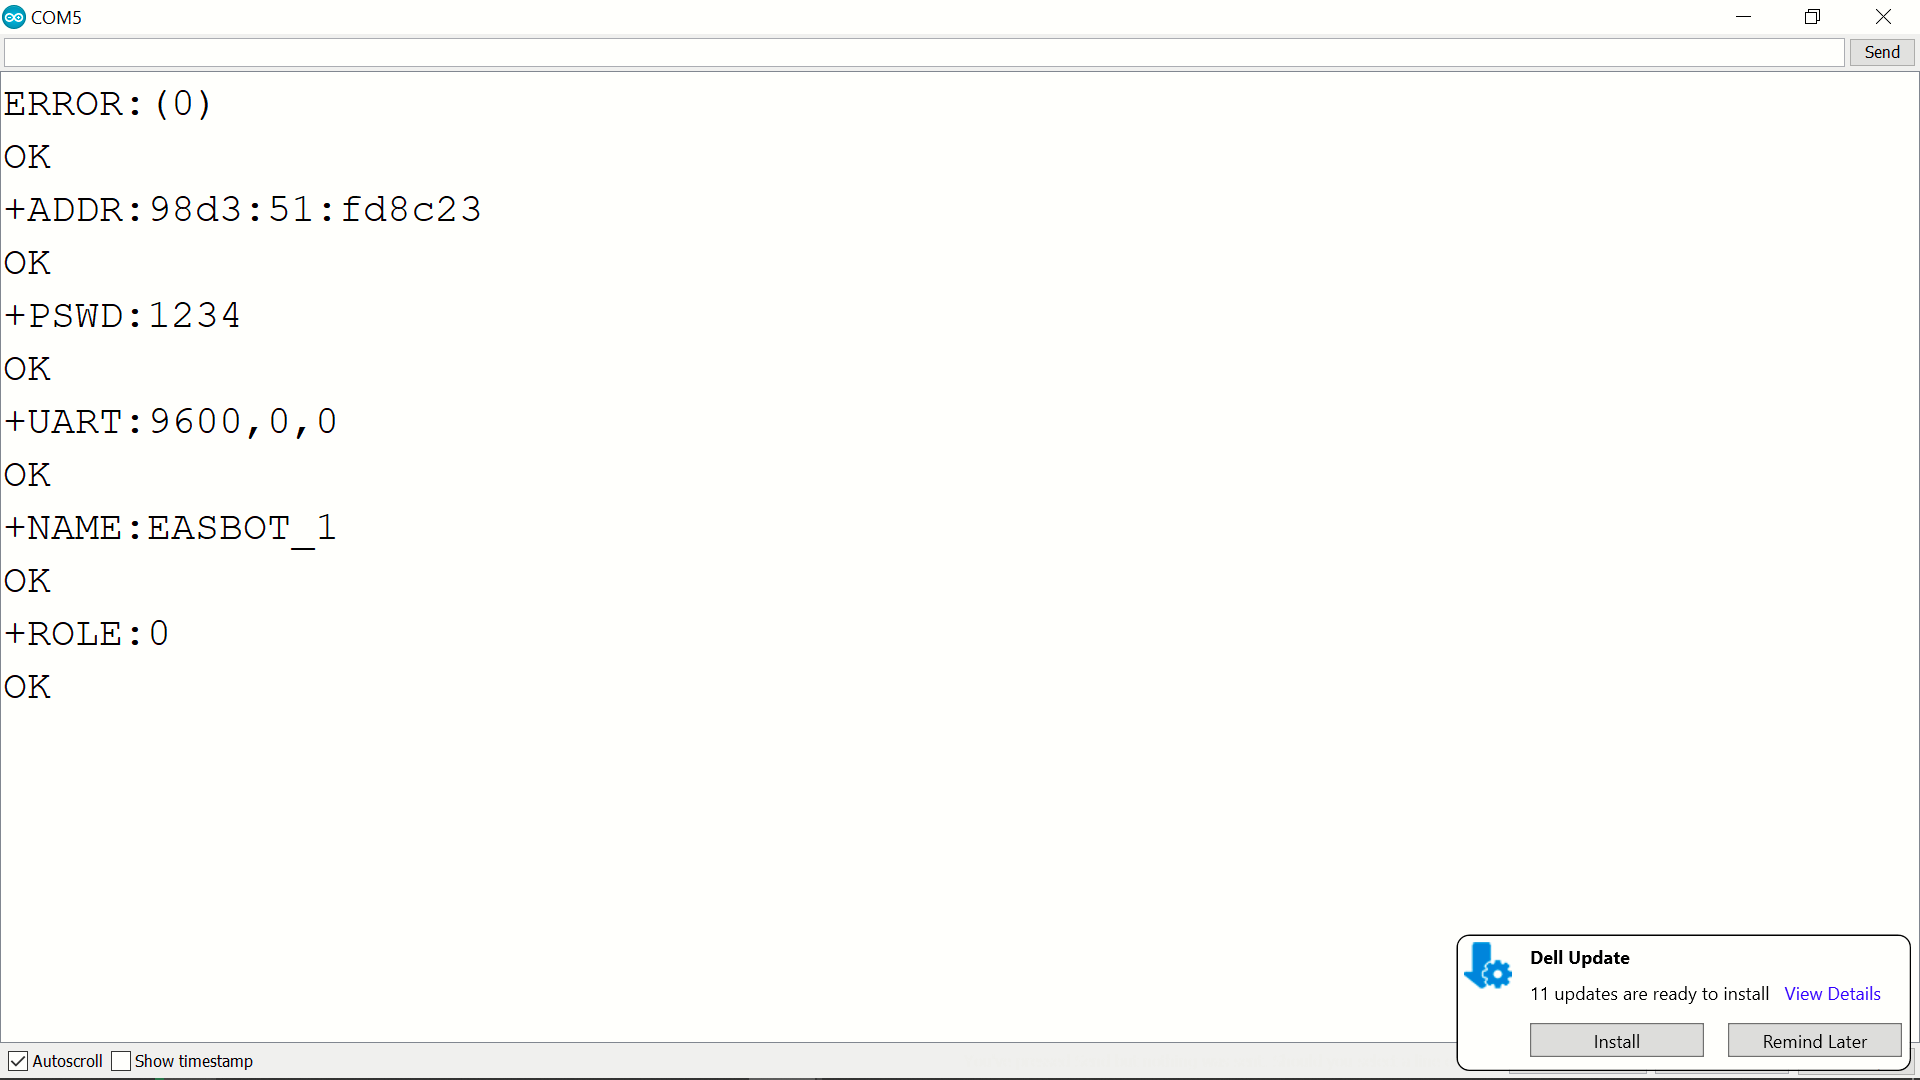 COM5
Send
ERROR:(0)
OK
+ADDR:98d3:51:fd8c23
OK
+PSWD:1234
OK
+UART:9600,0,0
OK
+NAME:EASBOT_1
OK
+ROLE:0
OK
Dell Update
11 updates are ready to install View Details
Install Remind Later
Autoscroll Show timestamp